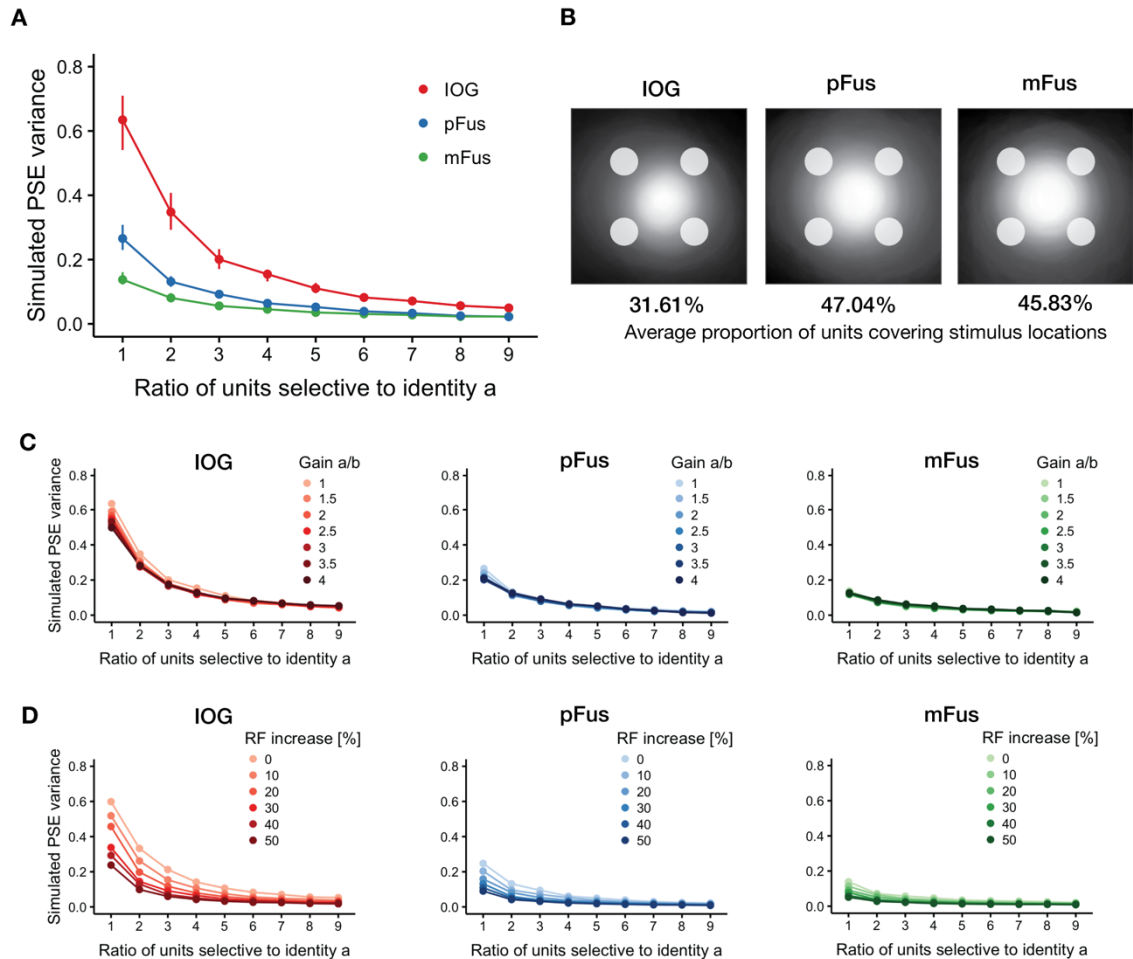 A
Simulated PSE variance
0.8
0.6
0.4
0.2
0.0
1 2 3 4 5 6 7 8 9
Ratio of units selective to identity a
IOG
pFus
mFus
B
IOG pFus mFus
31.61% 47.04% 45.83%
Average proportion of units covering stimulus locations
C
IOG
Gain a/b
1
1.5
2
2.5
3
3.5
4
Simulated PSE variance
0.8
0.6
0.4
0.2
0.0
1 2 3 4 5 6 7 8 9
Ratio of units selective to identity a
pFus
Gain a/b
1
1.5
2
2.5
3
3.5
4
0.8
0.6
0.4
0.2
0.0
1 2 3 4 5 6 7 8 9
Ratio of units selective to identity a
mFus
Gain a/b
1
1.5
2
2.5
3
3.5
4
0.8
0.6
0.4
0.2
0.0
1 2 3 4 5 6 7 8 9
Ratio of units selective to identity a
D
IOG
RF increase [%]
0
10
20
30
40
50
Simulated PSE variance
0.8
0.6
0.4
0.2
0.0
1 2 3 4 5 6 7 8 9
Ratio of units selective to identity a
pFus
RF increase [%]
0
10
20
30
40
50
0.8
0.6
0.4
0.2
0.0
1 2 3 4 5 6 7 8 9
Ratio of units selective to identity a
mFus
RF increase [%]
0
10
20
30
40
50
0.8
0.6
0.4
0.2
0.0
1 2 3 4 5 6 7 8 9
Ratio of units selective to identity a